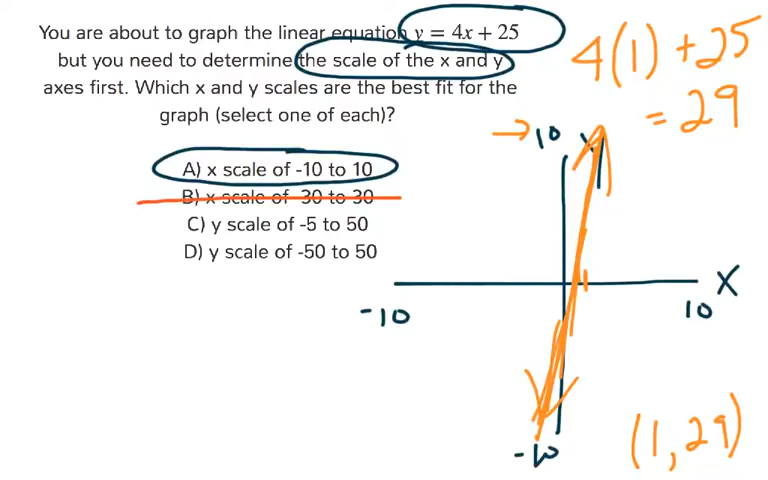 You are about to graph the linear equation y = 4x + 25
but you need to determine the scale of the x and y
axes first. Which x and y scales are the best fit for the
graph (select one of each)?
A) x scale of -10 to 10
B) x scale of -30 to 30
C) y scale of -5 to 50
D) y scale of -50 to 50
4(1) +25
= 29
10
X
-10
10
-10
(1,29)